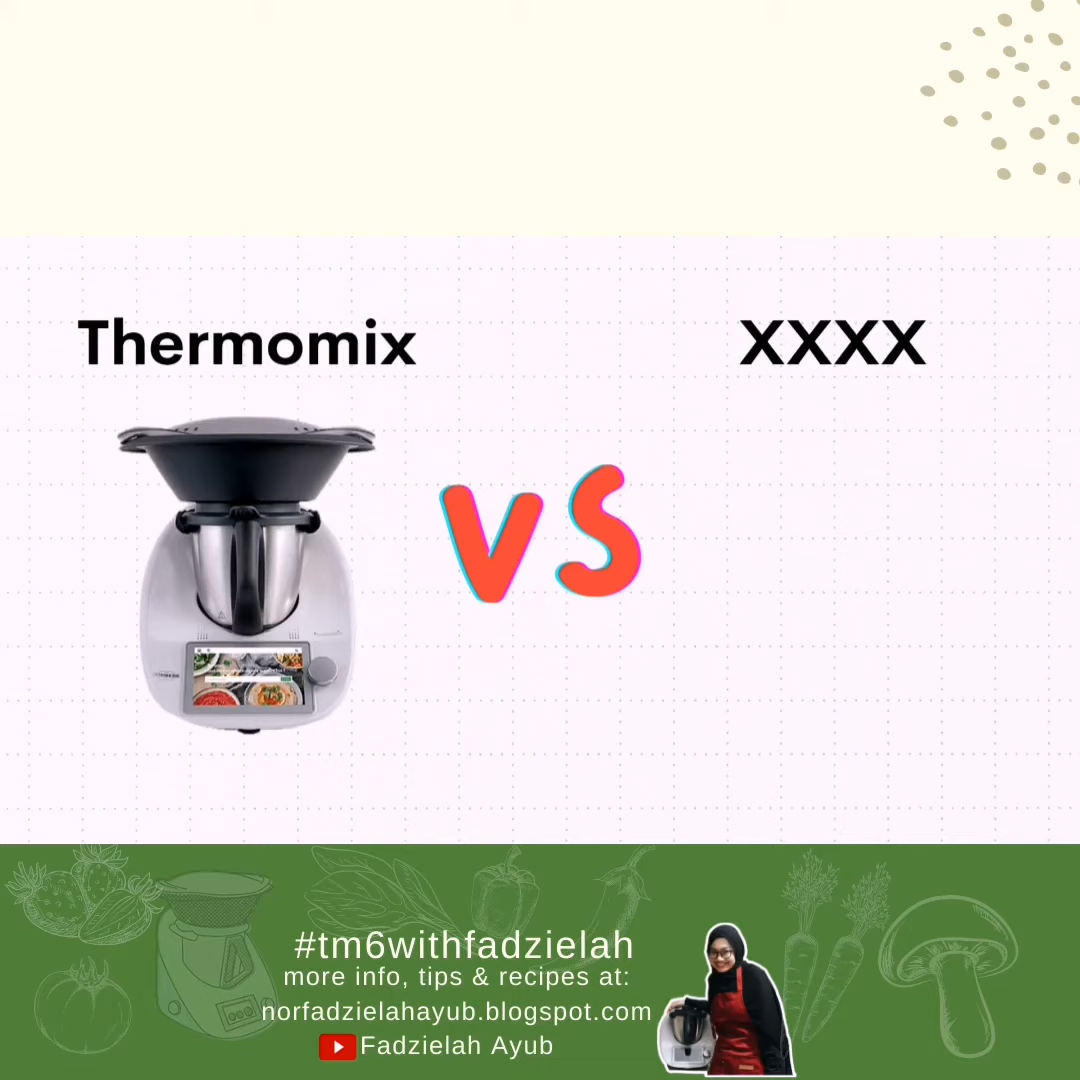 Thermomix
XXXX
VS
#tm6withfadzielah
more info, tips & recipes at:
norfadzielahayub.blogspot.com
Fadzielah Ayub